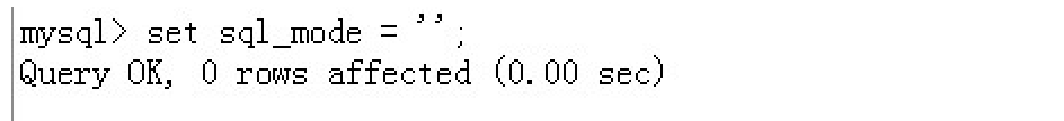 mysql> set sql_mode = '';
Query OK, 0 rows affected (0.00 sec)